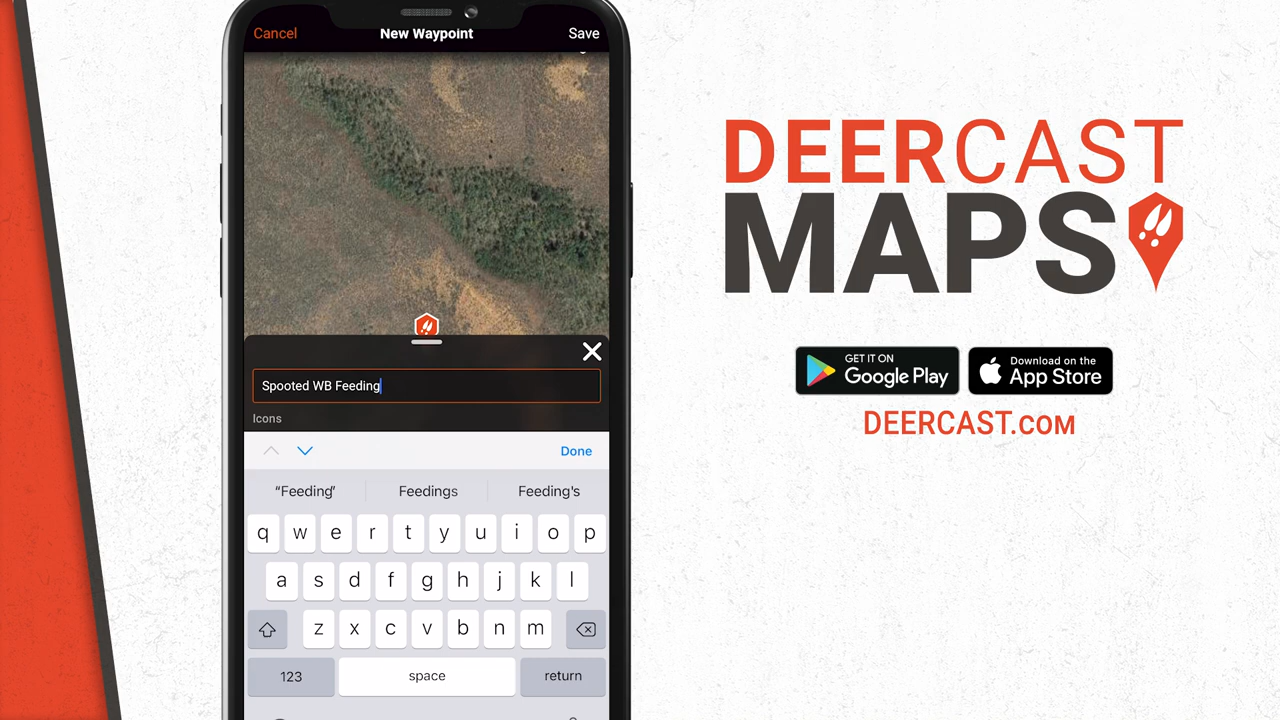 Cancel
New Waypoint
Save
Spooted WB Feeding
Icons
Done
“Feeding”
Feedings
Feeding's
q w e r t y u i o p
a s d f g h j k l
z x c v b n m
123
space
return
DEERCAST
MAPS
GET IT ON
Google Play
Download on the
App Store
DEERCAST.COM